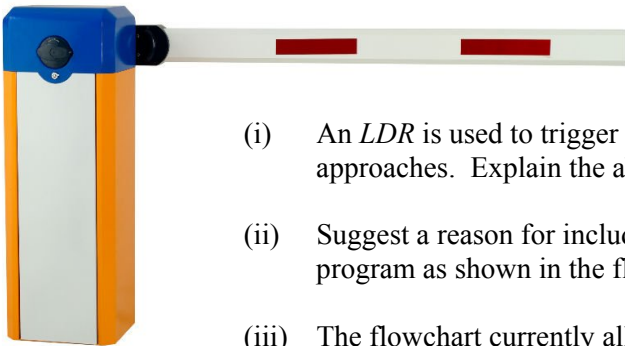 (i) An LDR is used to trigger
approaches. Explain the a
(ii) Suggest a reason for includ
program as shown in the fl
(iii) The flowchart currently al